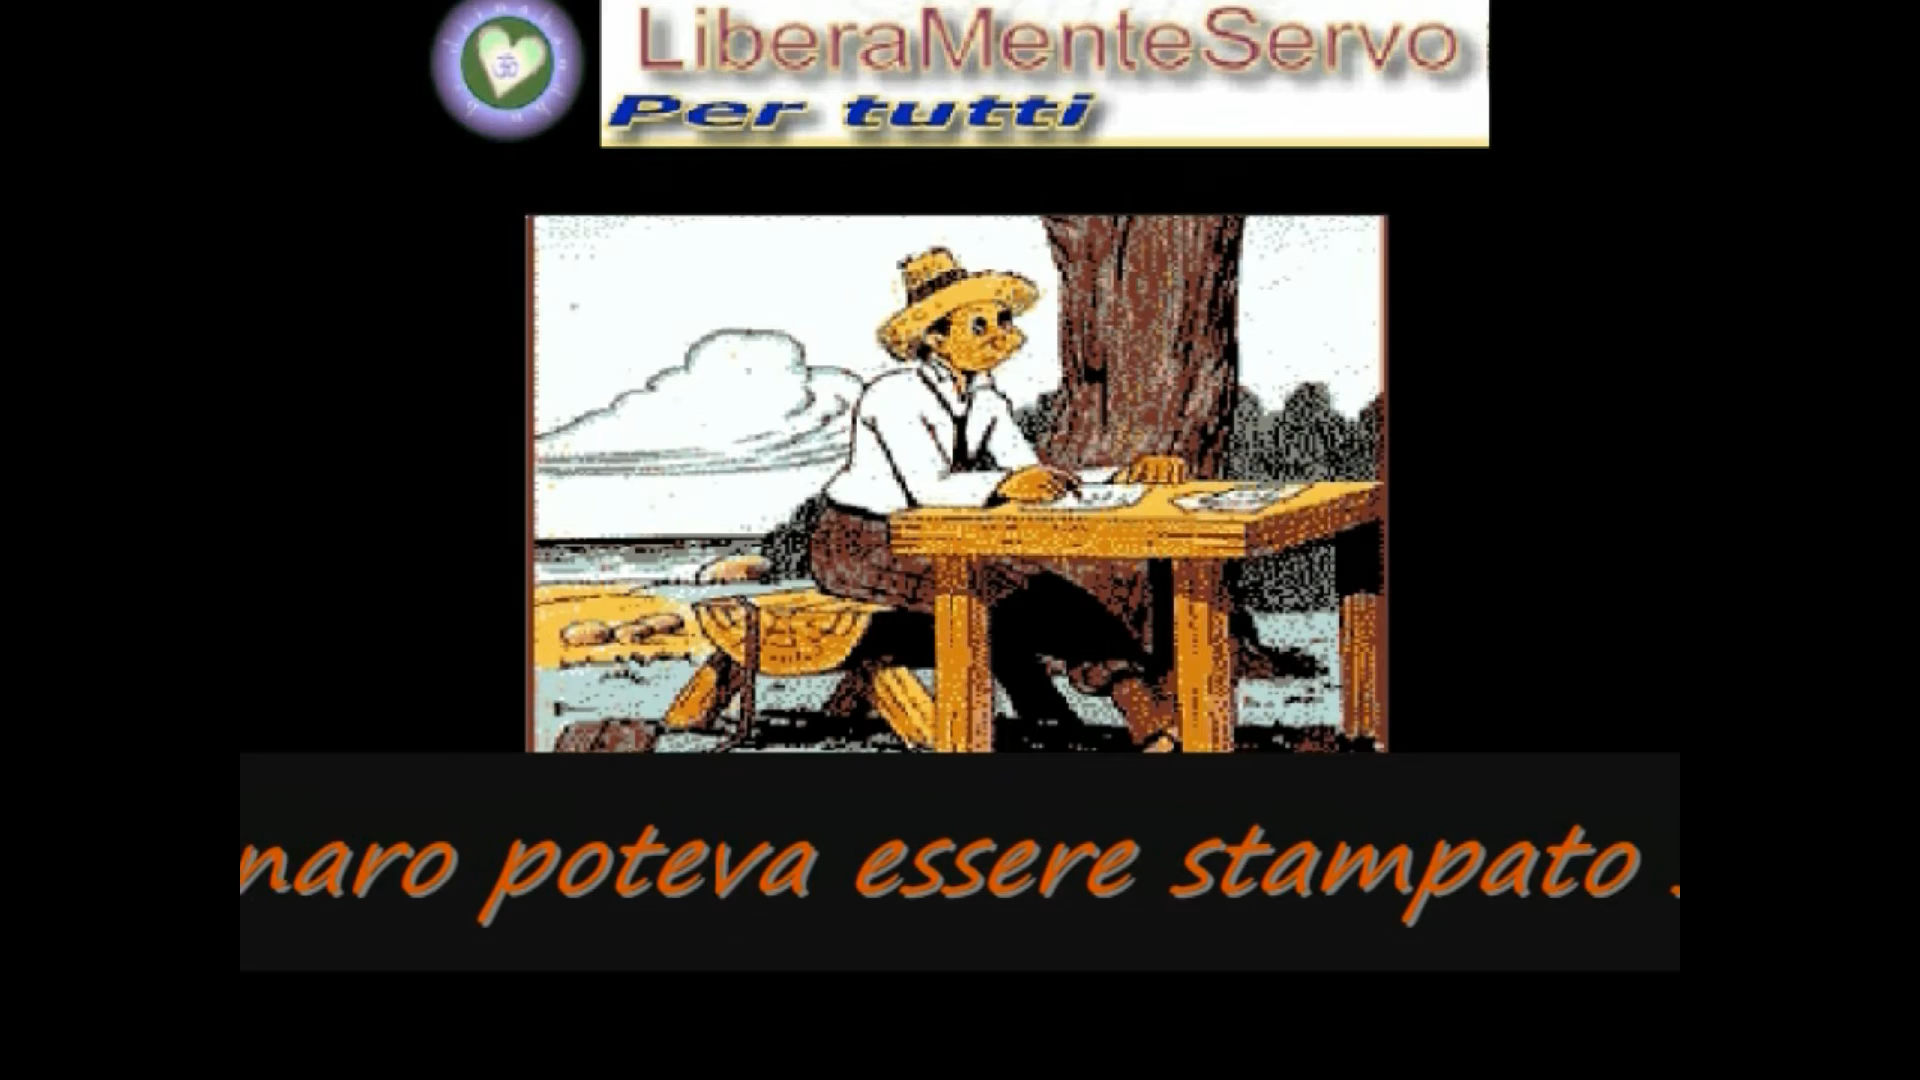 LiberaMenteServo
Per tutti
naro poteva essere stampato